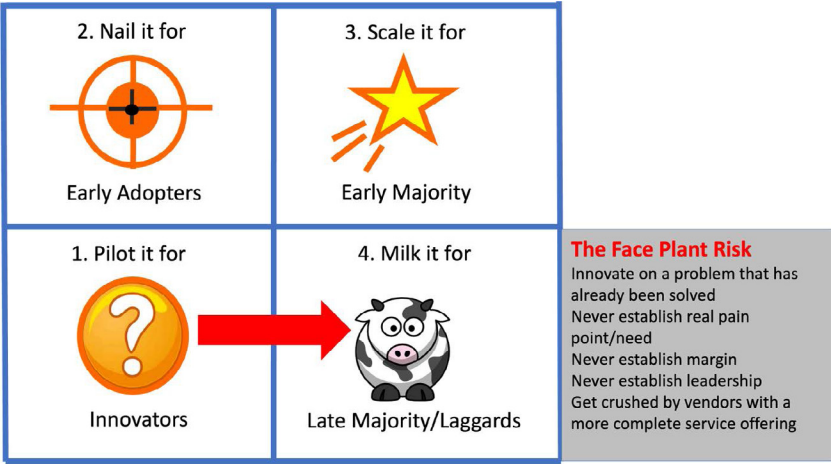 2. Nail it for
Early Adopters
3. Scale it for
Early Majority
1. Pilot it for
Innovators
4. Milk it for
Late Majority/Laggards
The Face Plant Risk
Innovate on a problem that has
already been solved
Never establish real pain
point/need
Never establish margin
Never establish leadership
Get crushed by vendors with a
more complete service offering